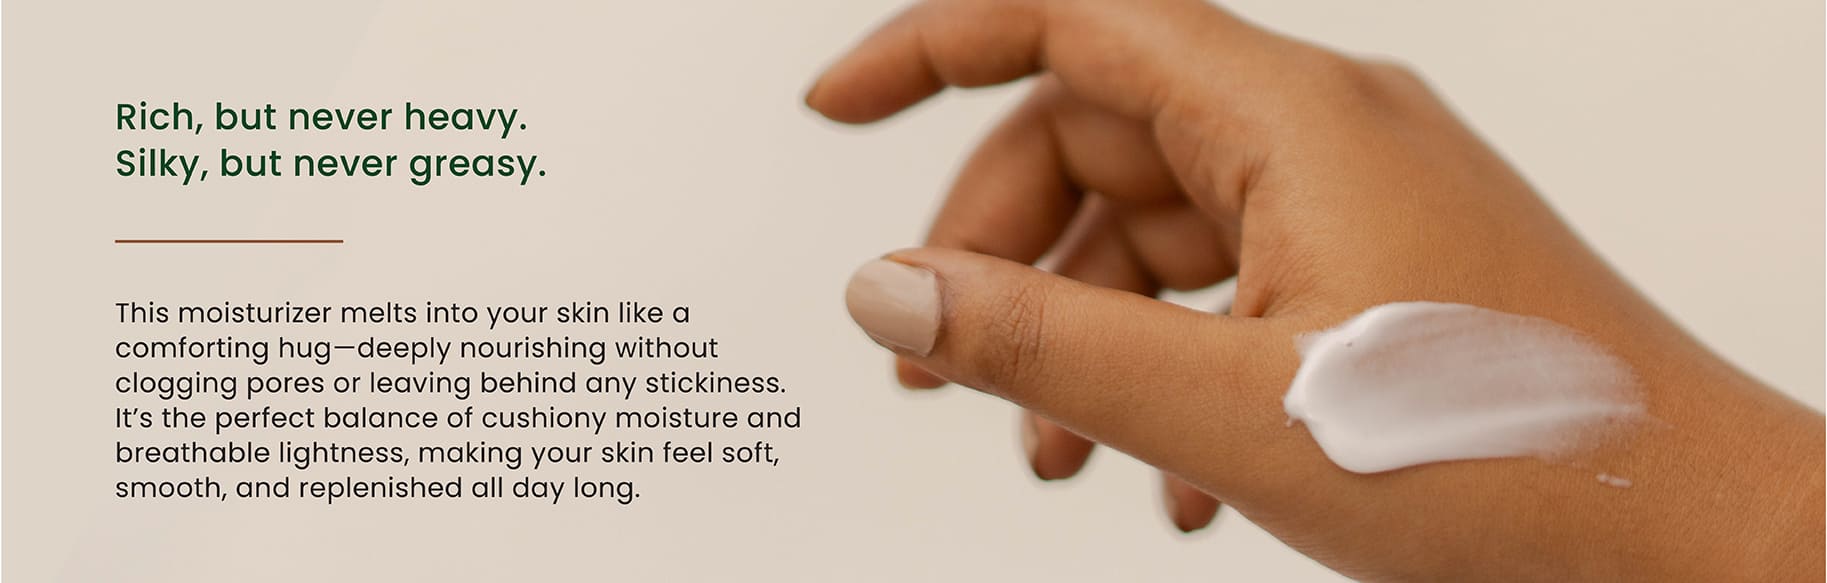 Rich, but never heavy.
Silky, but never greasy.
This moisturizer melts into your skin like a
comforting hug—deeply nourishing without
clogging pores or leaving behind any stickiness.
It’s the perfect balance of cushiony moisture and
breathable lightness, making your skin feel soft,
smooth, and replenished all day long.